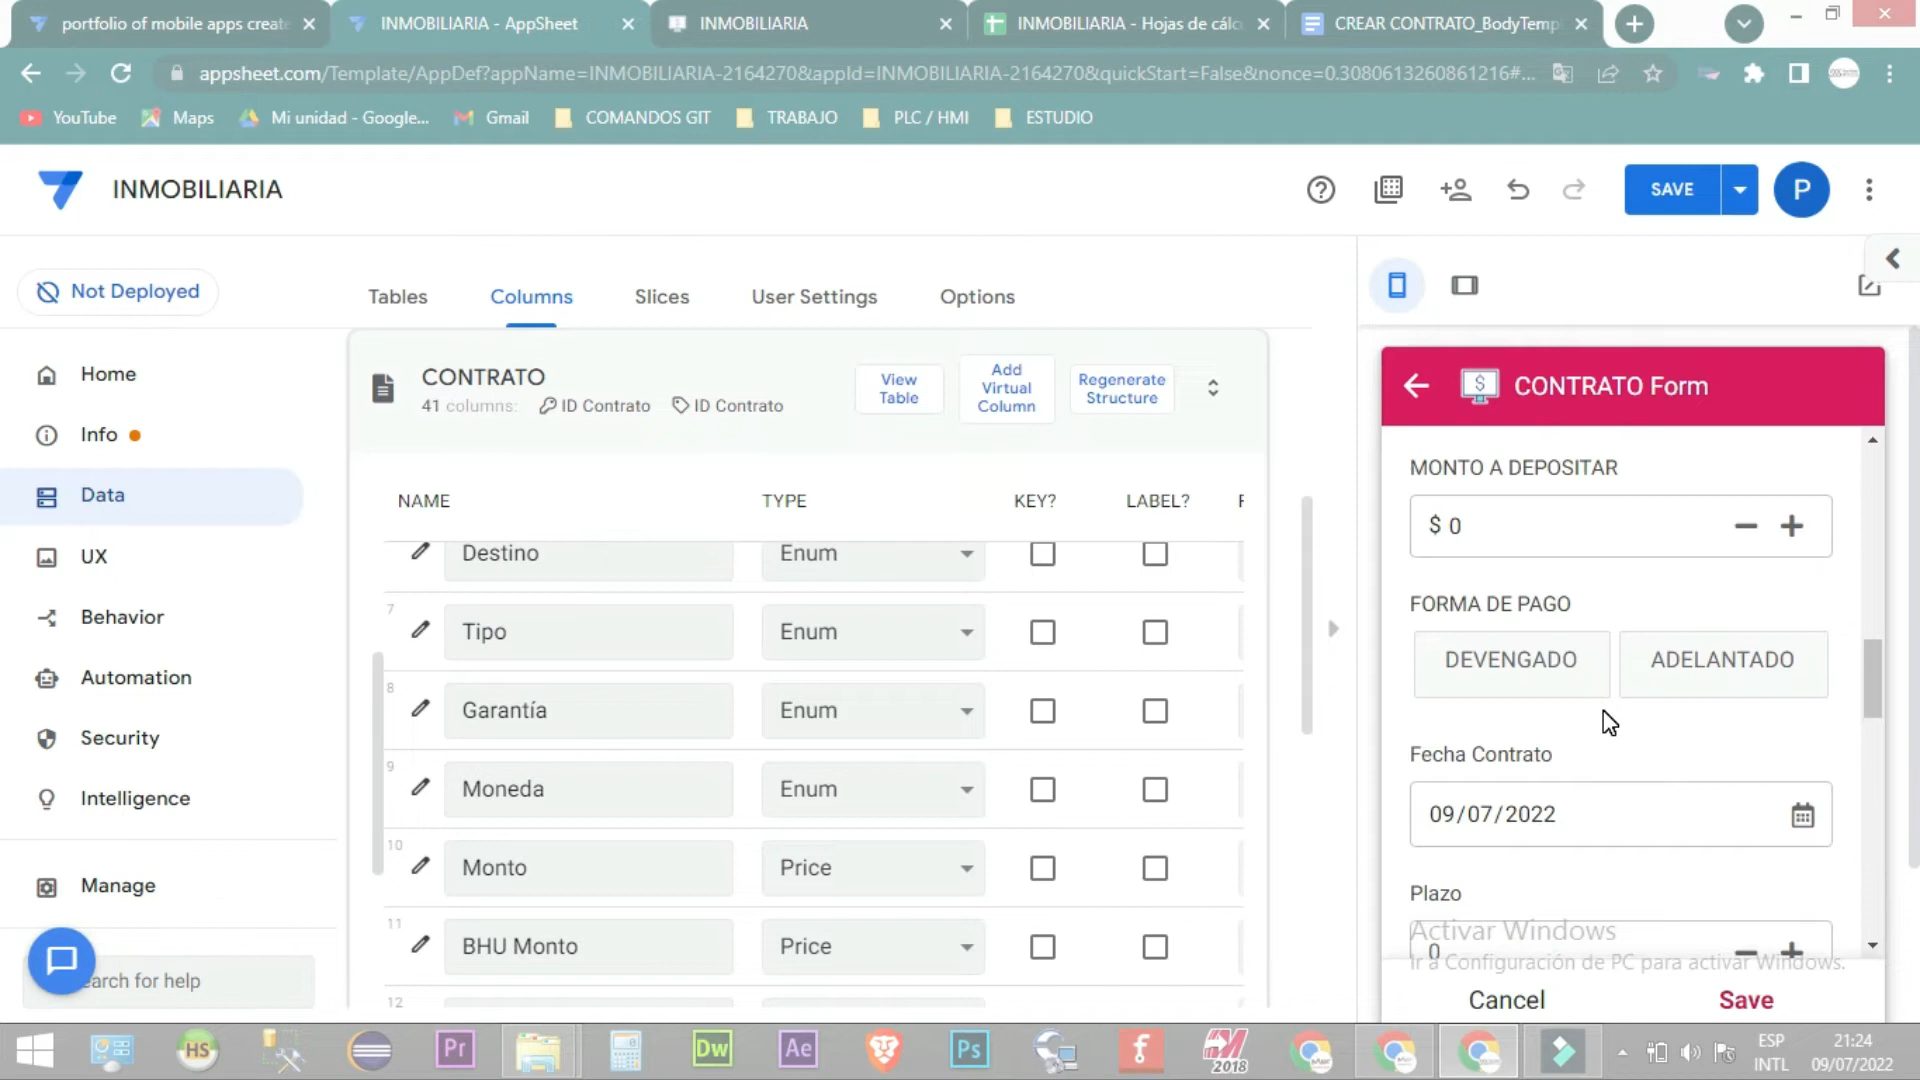 portfolio of mobile apps create
INMOBILIARIA - AppSheet
INMOBILIARIA
INMOBILIARIA - Hojas de cálc
CREAR CONTRATO_BodyTemp
appsheet.com/Template/AppDef?appName=INMOBILIARIA-2164270&appId=INMOBILIARIA-2164270&quickStart=False&nonce=0.3080613260861216#...
YouTube
Maps
Mi unidad - Google...
Gmail
COMANDOS GIT
TRABAJO
PLC / HMI
ESTUDIO
INMOBILIARIA
SAVE
P
Not Deployed
Tables
Columns
Slices
User Settings
Options
Home
Info
Data
UX
Behavior
Automation
Security
Intelligence
Manage
earch for help
CONTRATO
41 columns: ID Contrato ID Contrato
View
Table
Add
Virtual
Column
Regenerate
Structure
NAME TYPE KEY? LABEL?
Destino Enum
7 Tipo Enum
8 Garantía Enum
9 Moneda Enum
10 Monto Price
11 BHU Monto Price
12
CONTRATO Form
MONTO A DEPOSITAR
$ 0
FORMA DE PAGO
DEVENGADO ADELANTADO
Fecha Contrato
09/07/2022
Plazo
0
Activar Windows
Ir a Configuración de PC para activar Windows.
Cancel Save
HS
Pr
Dw
Ae
Ps
2018
ESP
INTL
21:24
09/07/2022